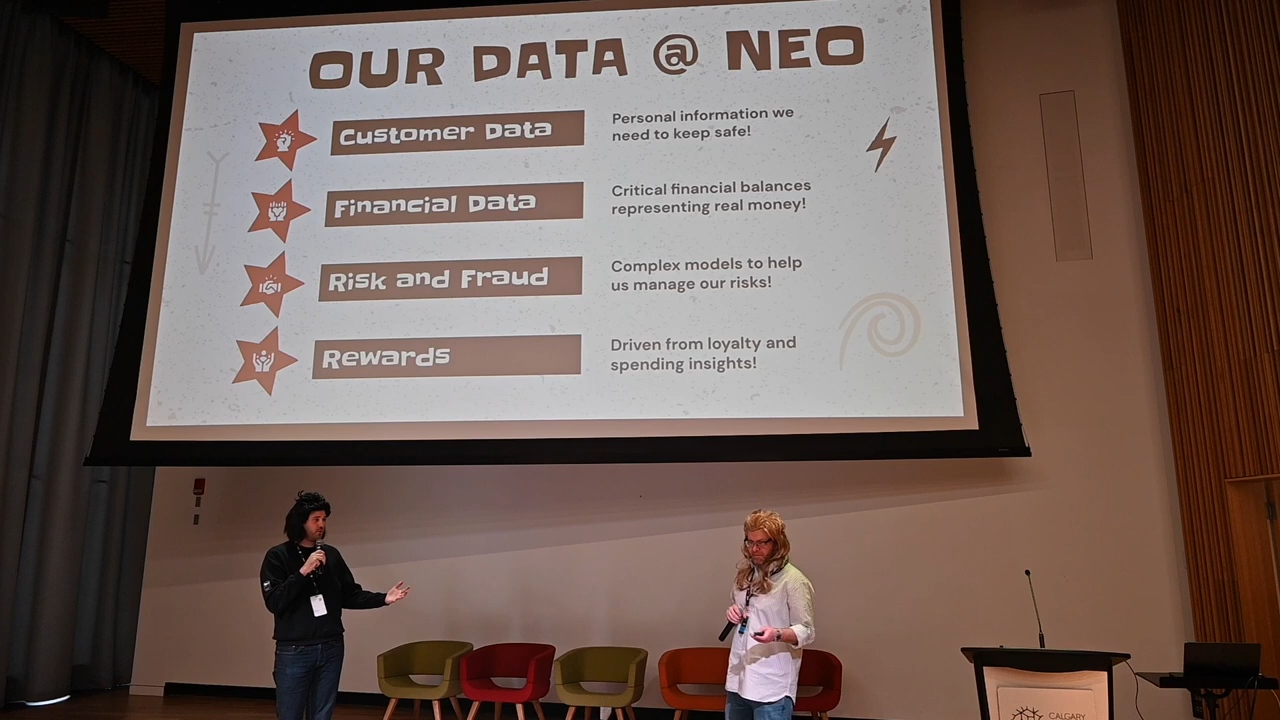 OUR DATA @ NEO
Customer Data
Personal information we
need to keep safe!
Financial Data
Critical financial balances
representing real money!
Risk and Fraud
Complex models to help
us manage our risks!
Rewards
Driven from loyalty and
spending insights!
CALGARY